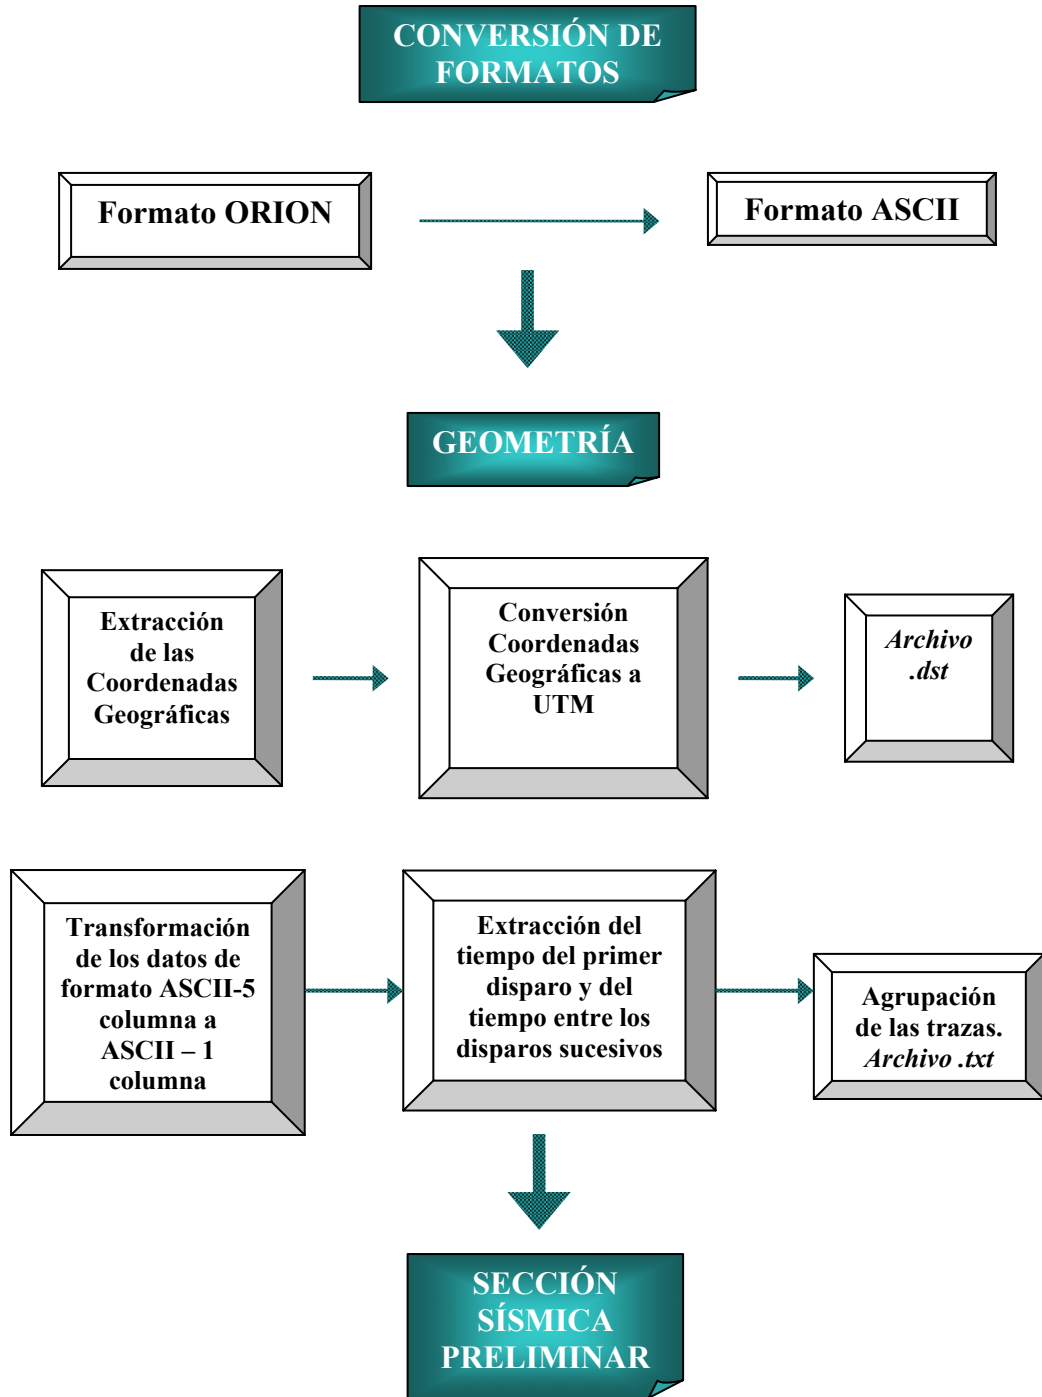 CONVERSIÓN DE
FORMATOS
Formato ORION
Formato ASCII
GEOMETRÍA
Extracción
de las
Coordenadas
Geográficas
Conversión
Coordenadas
Geográficas a
UTM
Archivo
.dst
Transformación
de los datos de
formato ASCII-5
columna a
ASCII – 1
columna
Extracción del
tiempo del primer
disparo y del
tiempo entre los
disparos sucesivos
Agrupación
de las trazas.
Archivo .txt
SECCIÓN
SÍSMICA
PRELIMINAR